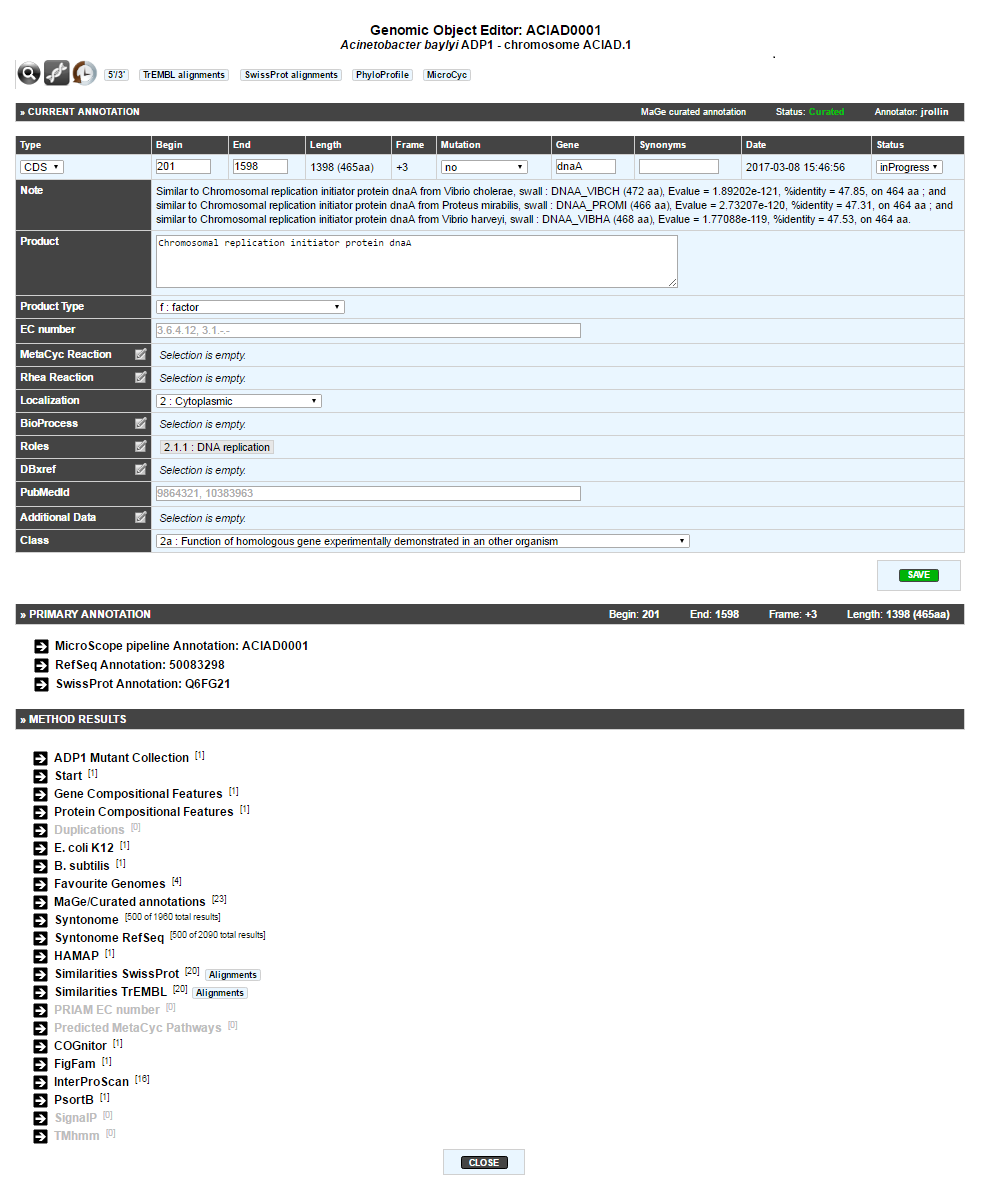 Genomic Object Editor: ACIAD0001
Acinetobacter baylyi ADP1 - chromosome ACIAD.1
5'/3' TrEMBL alignments SwissProt alignments PhyloProfile MicroCyc
» CURRENT ANNOTATION MaGe curated annotation Status: Curated Annotator: jrollin
Type Begin End Length Frame Mutation Gene Synonyms Date Status
CDS 201 1598 1398 (465aa) +3 no dnaA 2017-03-08 15:46:56 inProgress
Note Similar to Chromosomal replication initiator protein dnaA from Vibrio cholerae, swall : DNAA_VIBCH (472 aa), Evalue = 1.89202e-121, %identity = 47.85, on 464 aa ; and
similar to Chromosomal replication initiator protein dnaA from Proteus mirabilis, swall : DNAA_PROMI (466 aa), Evalue = 2.73207e-120, %identity = 47.31, on 464 aa ; and
similar to Chromosomal replication initiator protein dnaA from Vibrio harveyi, swall : DNAA_VIBHA (468 aa), Evalue = 1.77088e-119, %identity = 47.53, on 464 aa.
Product Chromosomal replication initiator protein dnaA
Product Type f : factor
EC number 3.6.4.12, 3.1.-.-
MetaCyc Reaction Selection is empty.
Rhea Reaction Selection is empty.
Localization 2 : Cytoplasmic
BioProcess Selection is empty.
Roles 2.1.1 : DNA replication
DBxref Selection is empty.
PubMedId 9864321, 10383963
Additional Data Selection is empty.
Class 2a : Function of homologous gene experimentally demonstrated in an other organism
SAVE
» PRIMARY ANNOTATION Begin: 201 End: 1598 Frame: +3 Length: 1398 (465aa)
MicroScope pipeline Annotation: ACIAD0001
RefSeq Annotation: 50083298
SwissProt Annotation: Q6FG21
» METHOD RESULTS
ADP1 Mutant Collection [1]
Start [1]
Gene Compositional Features [1]
Protein Compositional Features [1]
Duplications [0]
E. coli K12 [1]
B. subtilis [1]
Favourite Genomes [4]
MaGe/Curated annotations [23]
Syntonome [500 of 1960 total results]
Syntonome RefSeq [500 of 2090 total results]
HAMAP [1]
Similarities SwissProt [20] Alignments
Similarities TrEMBL [20] Alignments
PRIAM EC number [0]
Predicted MetaCyc Pathways [0]
COGnitor [1]
FigFam [1]
InterProScan [16]
PsortB [1]
SignalP [0]
TMhmm [0]
CLOSE